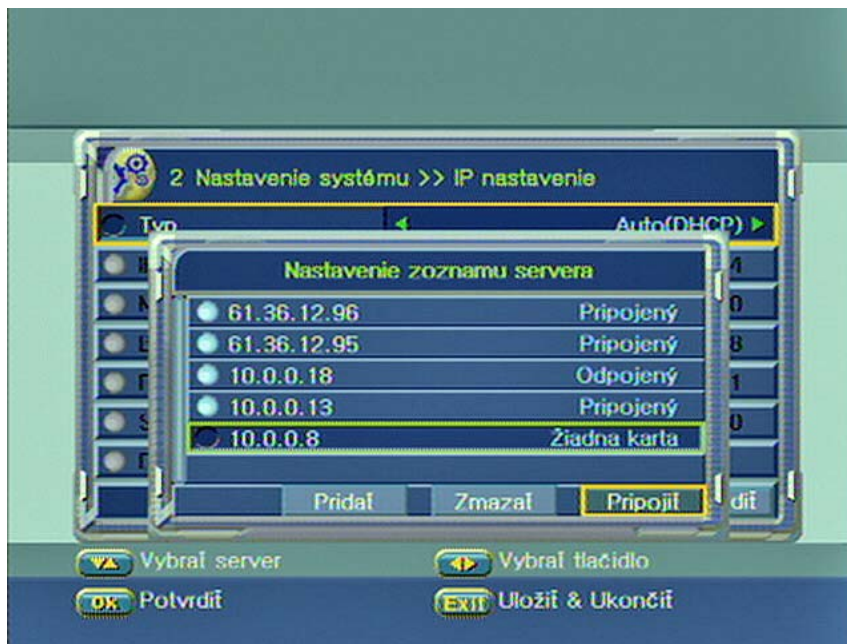 2 Nastavenie systému >> IP nastavenie
Typ Auto(DHCP)
Nastavenie zoznamu servera
61.36.12.96 Pripojený
61.36.12.95 Pripojený
10.0.0.18 Odpojený
10.0.0.13 Pripojený
10.0.0.8 Žiadna karta
Pridať Zmazať Pripojiť diť
Vybrať server Vybrať tlačidlo
OK Potvrdiť Exit Uložiť & Ukončiť